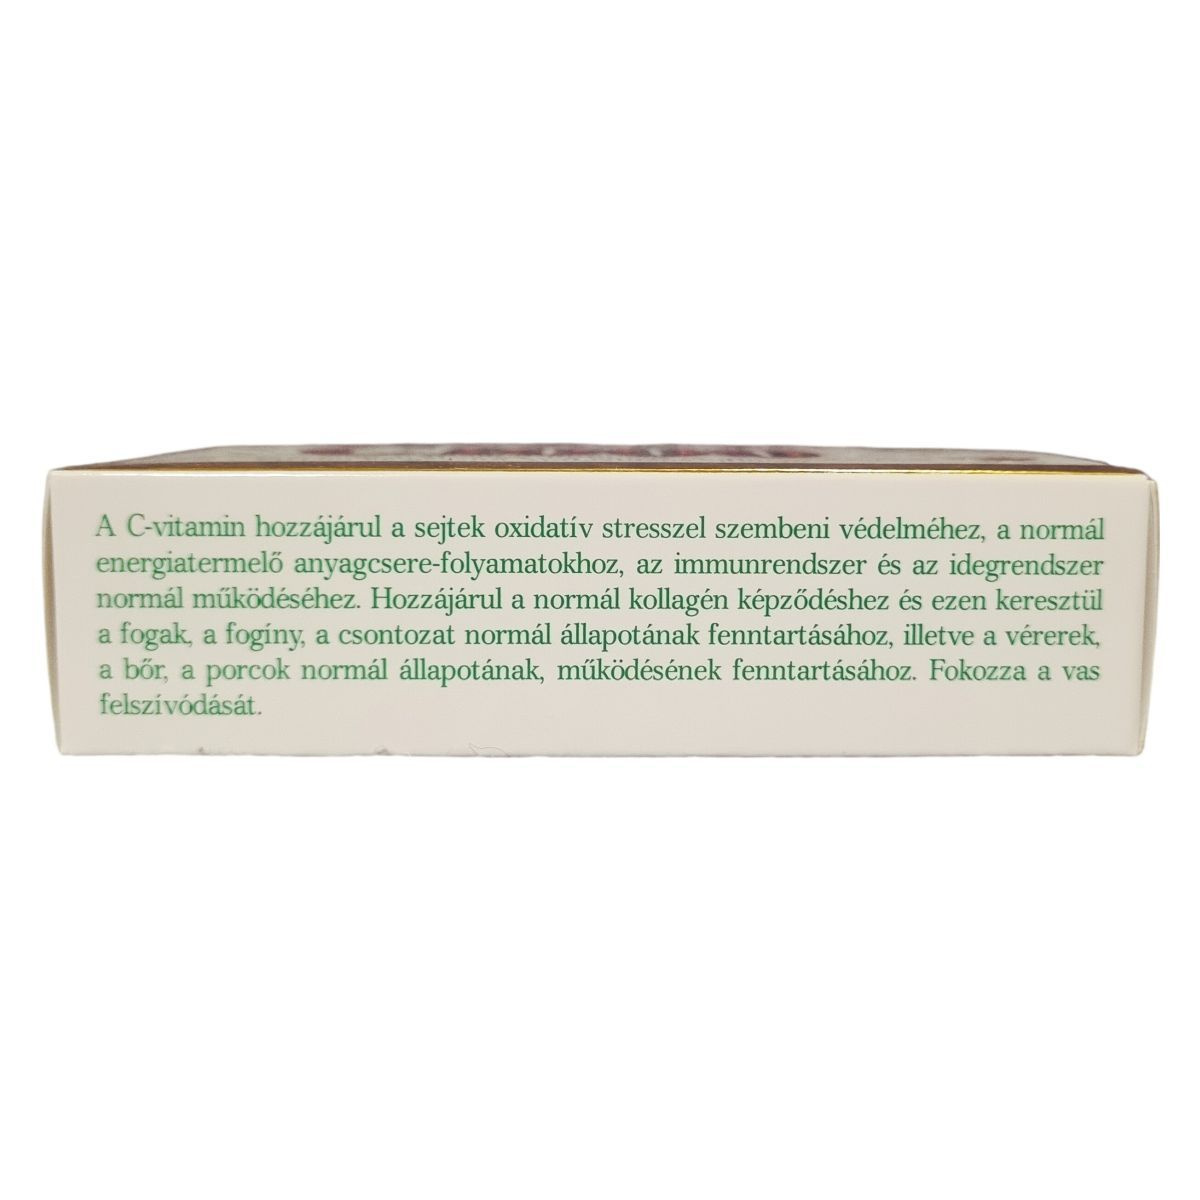 A C-vitamin hozzájárul a sejtek oxidatív stresszel szembeni védelméhez, a normál
energiatermelő anyagcsere-folyamatokhoz, az immunrendszer és az idegrendszer
normál működéséhez. Hozzájárul a normál kollagén képződéshez és ezen keresztül
a fogak, a fogíny, a csontozat normál állapotának fenntartásához, illetve a vérerek,
a bőr, a porcok normál állapotának, működésének fenntartásához. Fokozza a vas
felszívódását.